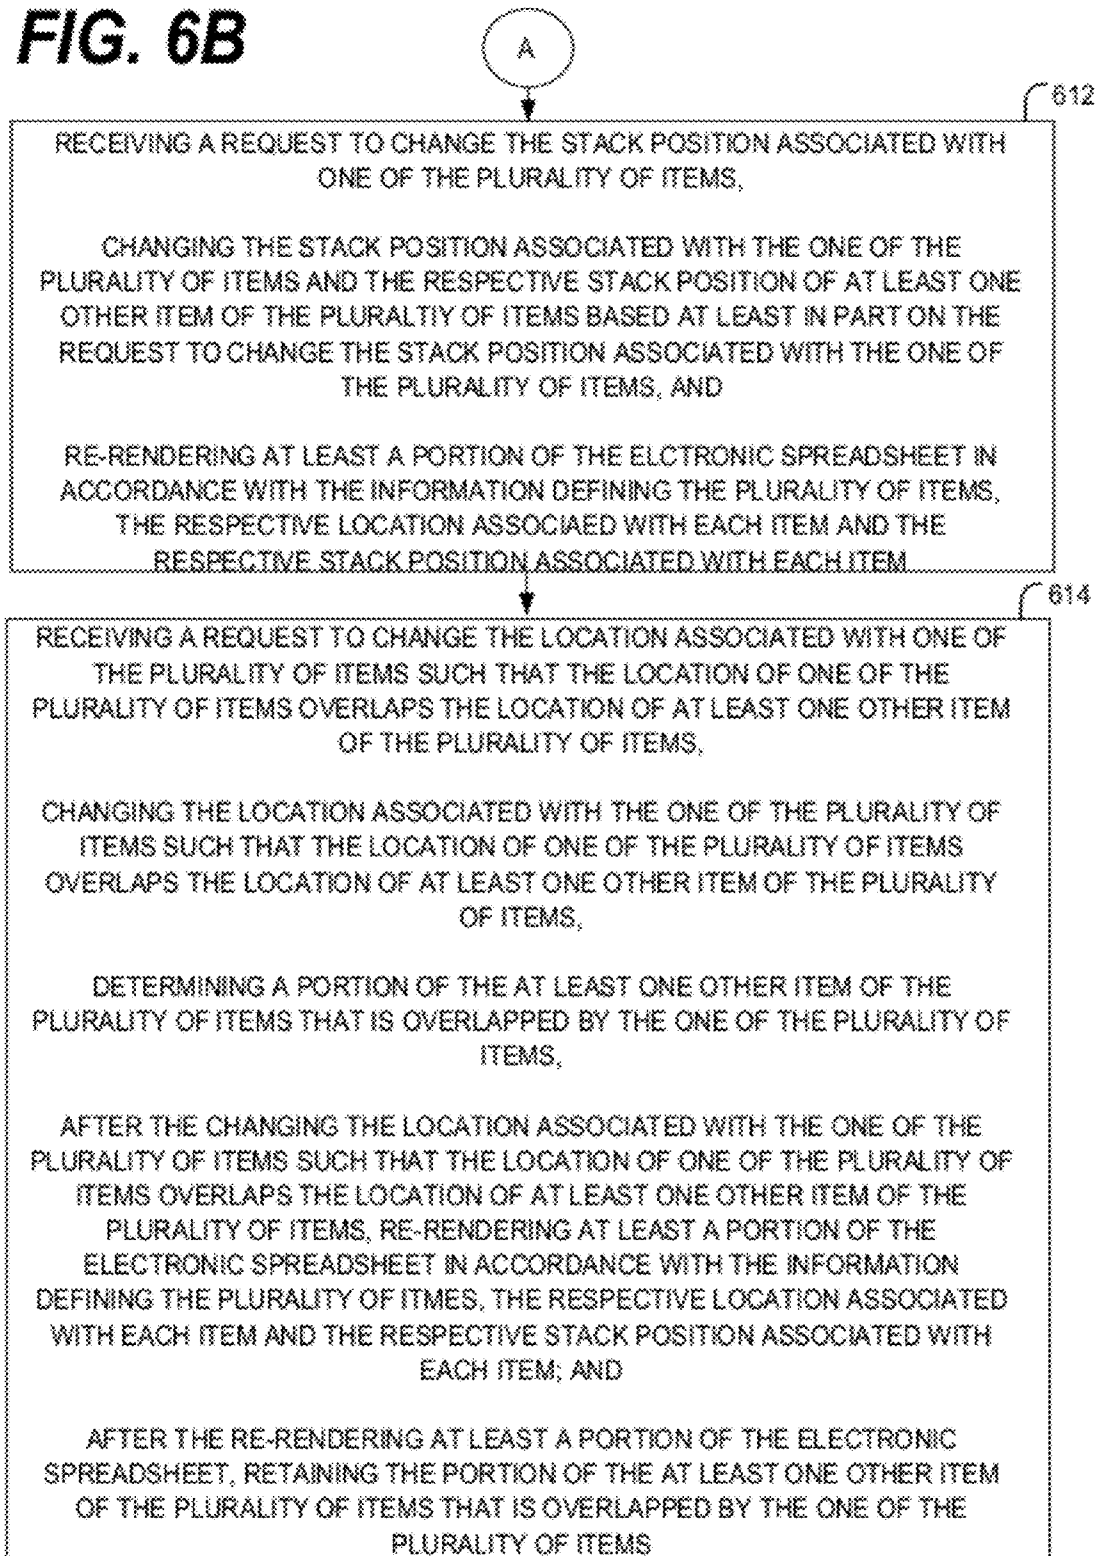 FIG. 6B
A
612
RECEIVING A REQUEST TO CHANGE THE STACK POSITION ASSOCIATED WITH
ONE OF THE PLURALITY OF ITEMS,
CHANGING THE STACK POSITION ASSOCIATED WITH THE ONE OF THE
PLURALITY OF ITEMS AND THE RESPECTIVE STACK POSITION OF AT LEAST ONE
OTHER ITEM OF THE PLURALTIY OF ITEMS BASED AT LEAST IN PART ON THE
REQUEST TO CHANGE THE STACK POSITION ASSOCIATED WITH THE ONE OF
THE PLURALITY OF ITEMS, AND
RE-RENDERING AT LEAST A PORTION OF THE ELCTRONIC SPREADSHEET IN
ACCORDANCE WITH THE INFORMATION DEFINING THE PLURALITY OF ITEMS,
THE RESPECTIVE LOCATION ASSOCIAED WITH EACH ITEM AND THE
RESPECTIVE STACK POSITION ASSOCIATED WITH EACH ITEM
614
RECEIVING A REQUEST TO CHANGE THE LOCATION ASSOCIATED WITH ONE OF
THE PLURALITY OF ITEMS SUCH THAT THE LOCATION OF ONE OF THE
PLURALITY OF ITEMS OVERLAPS THE LOCATION OF AT LEAST ONE OTHER ITEM
OF THE PLURALITY OF ITEMS,
CHANGING THE LOCATION ASSOCIATED WITH THE ONE OF THE PLURALITY OF
ITEMS SUCH THAT THE LOCATION OF ONE OF THE PLURALITY OF ITEMS
OVERLAPS THE LOCATION OF AT LEAST ONE OTHER ITEM OF THE PLURALITY
OF ITEMS,
DETERMINING A PORTION OF THE AT LEAST ONE OTHER ITEM OF THE
PLURALITY OF ITEMS THAT IS OVERLAPPED BY THE ONE OF THE PLURALITY OF
ITEMS,
AFTER THE CHANGING THE LOCATION ASSOCIATED WITH THE ONE OF THE
PLURALITY OF ITEMS SUCH THAT THE LOCATION OF ONE OF THE PLURALITY OF
ITEMS OVERLAPS THE LOCATION OF AT LEAST ONE OTHER ITEM OF THE
PLURALITY OF ITEMS, RE-RENDERING AT LEAST A PORTION OF THE
ELECTRONIC SPREADSHEET IN ACCORDANCE WITH THE INFORMATION
DEFINING THE PLURALITY OF ITMES, THE RESPECTIVE LOCATION ASSOCIATED
WITH EACH ITEM AND THE RESPECTIVE STACK POSITION ASSOCIATED WITH
EACH ITEM; AND
AFTER THE RE-RENDERING AT LEAST A PORTION OF THE ELECTRONIC
SPREADSHEET, RETAINING THE PORTION OF THE AT LEAST ONE OTHER ITEM
OF THE PLURALITY OF ITEMS THAT IS OVERLAPPED BY THE ONE OF THE
PLURALITY OF ITEMS